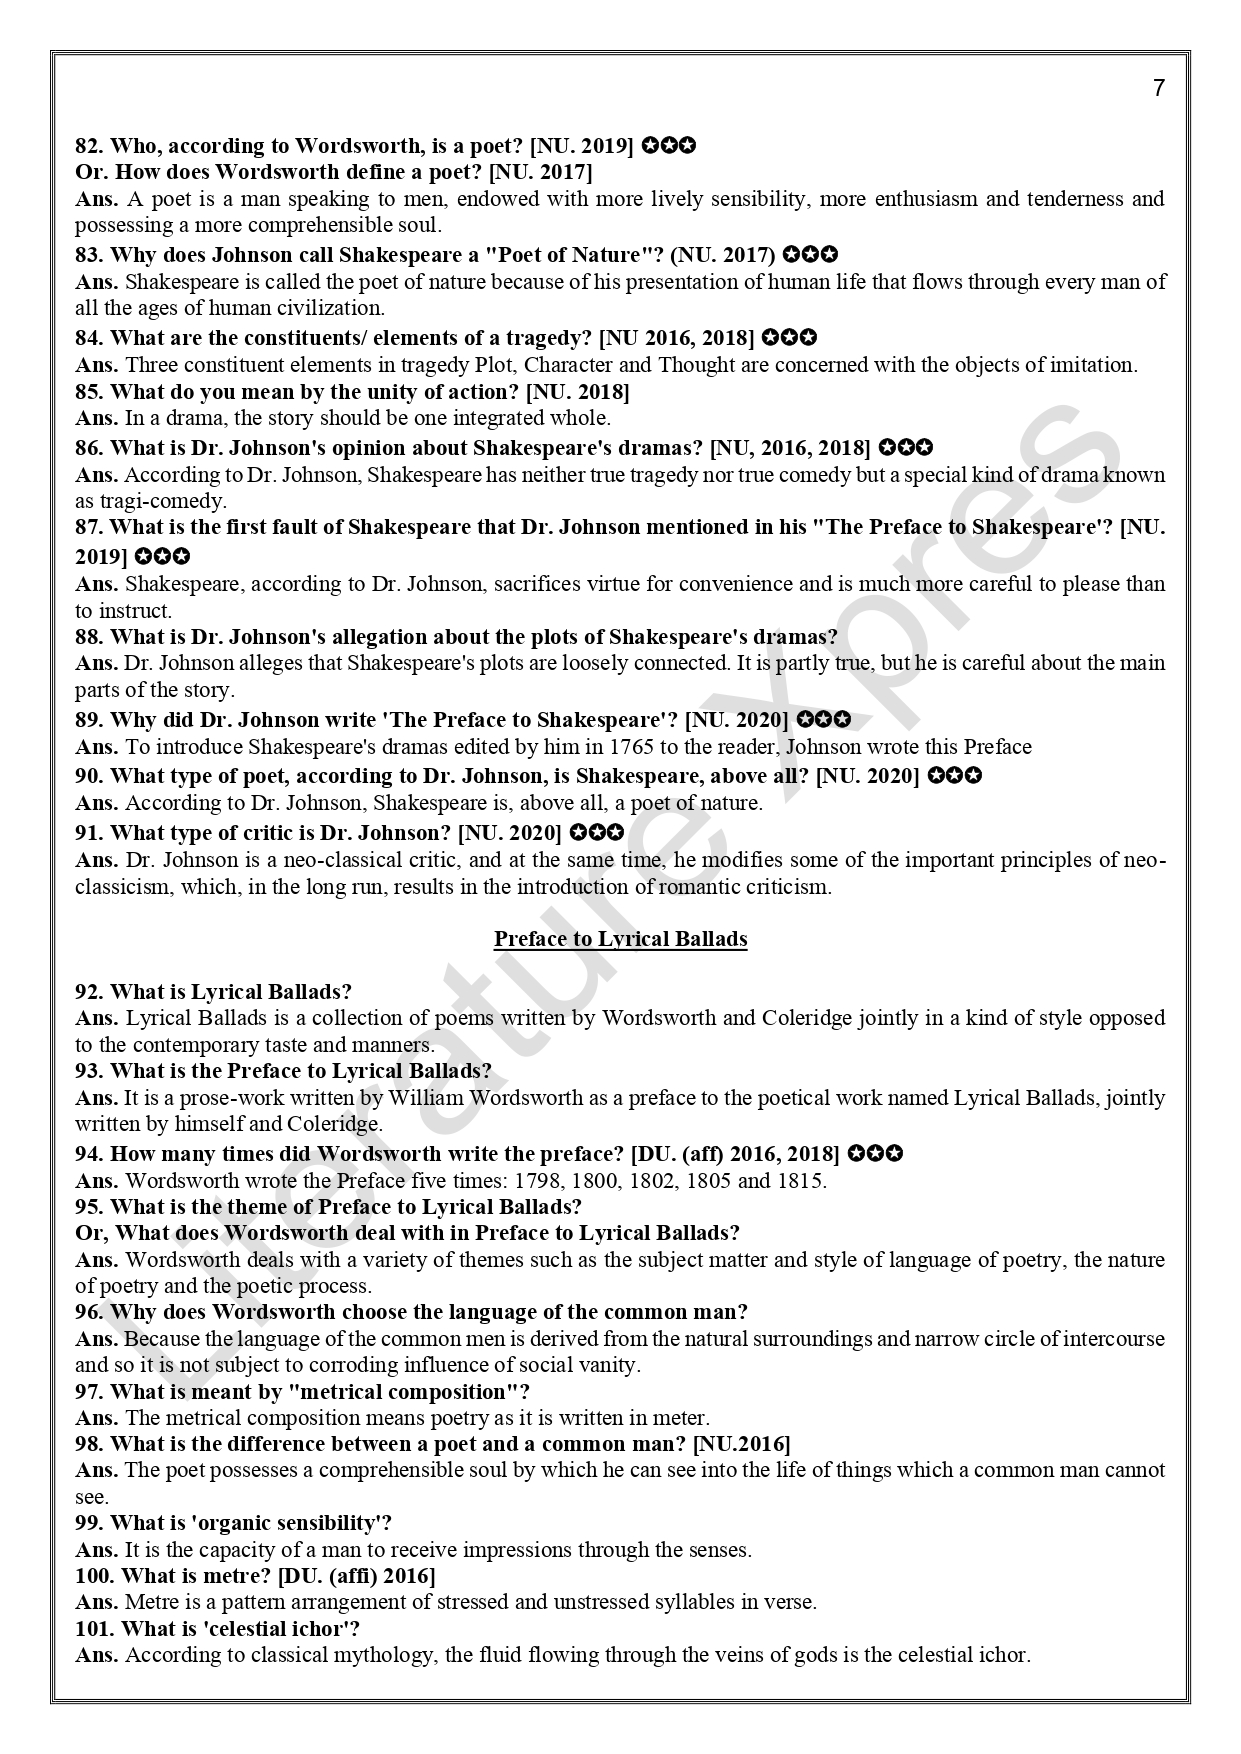 7
82. Who, according to Wordsworth, is a poet? [NU. 2019] ✪✪✪
Or. How does Wordsworth define a poet? [NU. 2017]
Ans. A poet is a man speaking to men, endowed with more lively sensibility, more enthusiasm and tenderness and
possessing a more comprehensible soul.
83. Why does Johnson call Shakespeare a "Poet of Nature"? (NU. 2017) ✪✪✪
Ans. Shakespeare is called the poet of nature because of his presentation of human life that flows through every man of
all the ages of human civilization.
84. What are the constituents/ elements of a tragedy? [NU 2016, 2018] ✪✪✪
Ans. Three constituent elements in tragedy Plot, Character and Thought are concerned with the objects of imitation.
85. What do you mean by the unity of action? [NU. 2018]
Ans. In a drama, the story should be one integrated whole.
86. What is Dr. Johnson's opinion about Shakespeare's dramas? [NU, 2016, 2018] ✪✪✪
Ans. According to Dr. Johnson, Shakespeare has neither true tragedy nor true comedy but a special kind of drama known
as tragi-comedy.
87. What is the first fault of Shakespeare that Dr. Johnson mentioned in his "The Preface to Shakespeare'? [NU.
2019] ✪✪✪
Ans. Shakespeare, according to Dr. Johnson, sacrifices virtue for convenience and is much more careful to please than
to instruct.
88. What is Dr. Johnson's allegation about the plots of Shakespeare's dramas?
Ans. Dr. Johnson alleges that Shakespeare's plots are loosely connected. It is partly true, but he is careful about the main
parts of the story.
89. Why did Dr. Johnson write 'The Preface to Shakespeare'? [NU. 2020] ✪✪✪
Ans. To introduce Shakespeare's dramas edited by him in 1765 to the reader, Johnson wrote this Preface
90. What type of poet, according to Dr. Johnson, is Shakespeare, above all? [NU. 2020] ✪✪✪
Ans. According to Dr. Johnson, Shakespeare is, above all, a poet of nature.
91. What type of critic is Dr. Johnson? [NU. 2020] ✪✪✪
Ans. Dr. Johnson is a neo-classical critic, and at the same time, he modifies some of the important principles of neo-
classicism, which, in the long run, results in the introduction of romantic criticism.
Preface to Lyrical Ballads
92. What is Lyrical Ballads?
Ans. Lyrical Ballads is a collection of poems written by Wordsworth and Coleridge jointly in a kind of style opposed
to the contemporary taste and manners.
93. What is the Preface to Lyrical Ballads?
Ans. It is a prose-work written by William Wordsworth as a preface to the poetical work named Lyrical Ballads, jointly
written by himself and Coleridge.
94. How many times did Wordsworth write the preface? [DU. (aff) 2016, 2018] ✪✪✪
Ans. Wordsworth wrote the Preface five times: 1798, 1800, 1802, 1805 and 1815.
95. What is the theme of Preface to Lyrical Ballads?
Or, What does Wordsworth deal with in Preface to Lyrical Ballads?
Ans. Wordsworth deals with a variety of themes such as the subject matter and style of language of poetry, the nature
of poetry and the poetic process.
96. Why does Wordsworth choose the language of the common man?
Ans. Because the language of the common men is derived from the natural surroundings and narrow circle of intercourse
and so it is not subject to corroding influence of social vanity.
97. What is meant by "metrical composition"?
Ans. The metrical composition means poetry as it is written in meter.
98. What is the difference between a poet and a common man? [NU.2016]
Ans. The poet possesses a comprehensible soul by which he can see into the life of things which a common man cannot
see.
99. What is 'organic sensibility'?
Ans. It is the capacity of a man to receive impressions through the senses.
100. What is metre? [DU. (affi) 2016]
Ans. Metre is a pattern arrangement of stressed and unstressed syllables in verse.
101. What is 'celestial ichor'?
Ans. According to classical mythology, the fluid flowing through the veins of gods is the celestial ichor.
Literature Xpres